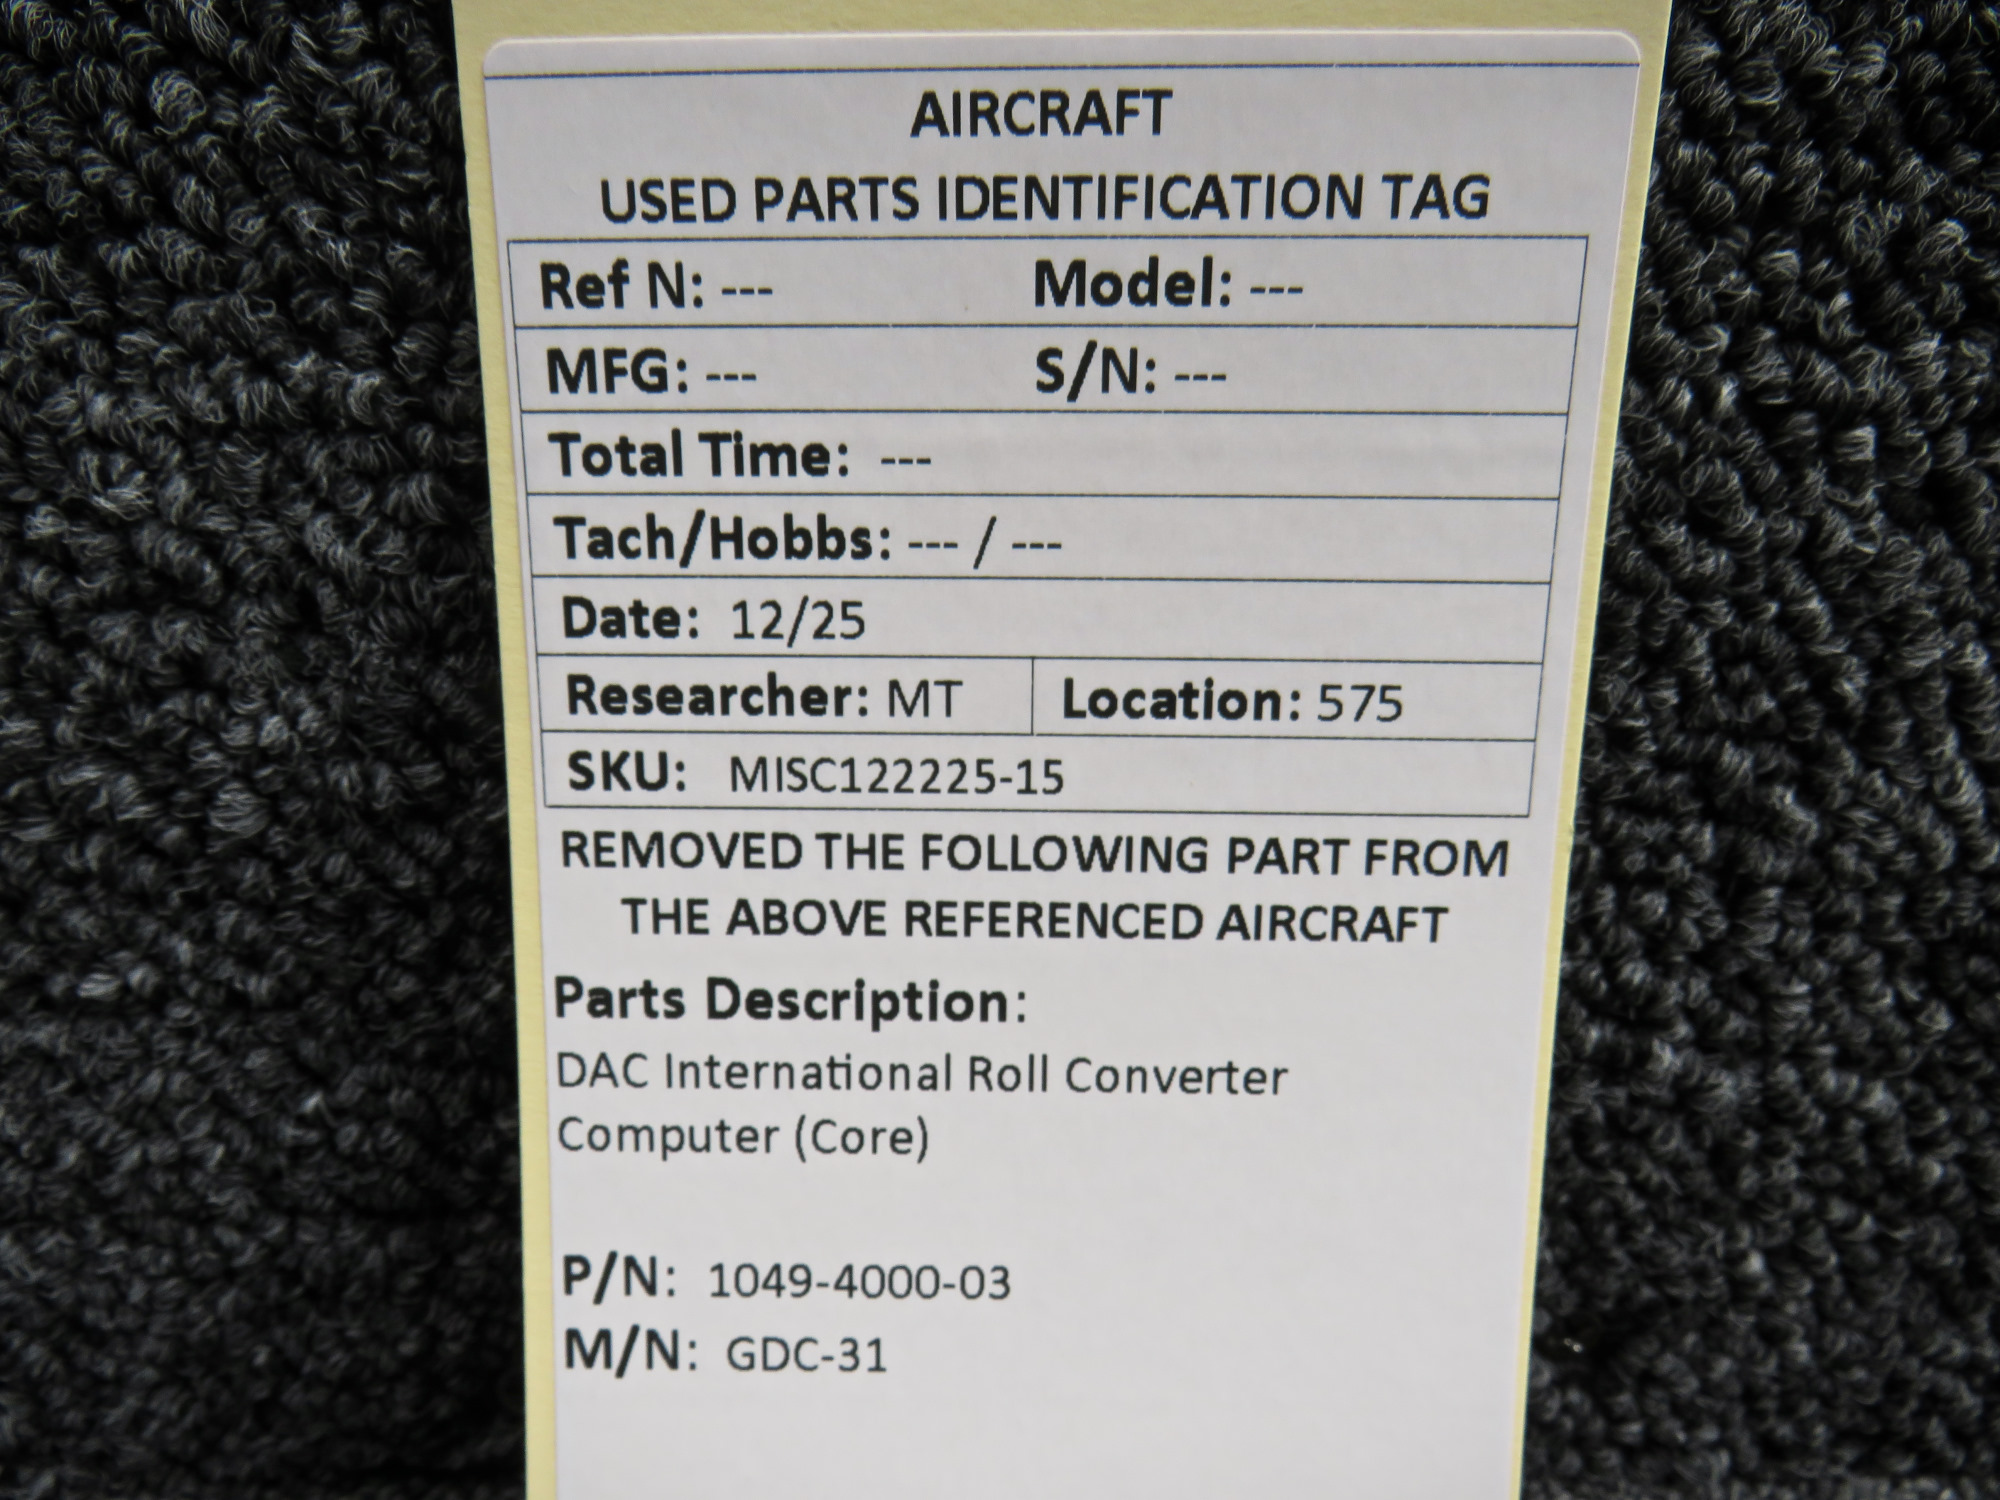 AIRCRAFT
USED PARTS IDENTIFICATION TAG
Ref N: --- Model: ---
MFG: --- S/N: ---
Total Time: ---
Tach/Hobbs: --- / ---
Date: 12/25
Researcher: MT Location: 575
SKU: MISC122225-15
REMOVED THE FOLLOWING PART FROM
THE ABOVE REFERENCED AIRCRAFT
Parts Description:
DAC International Roll Converter
Computer (Core)
P/N: 1049-4000-03
M/N: GDC-31